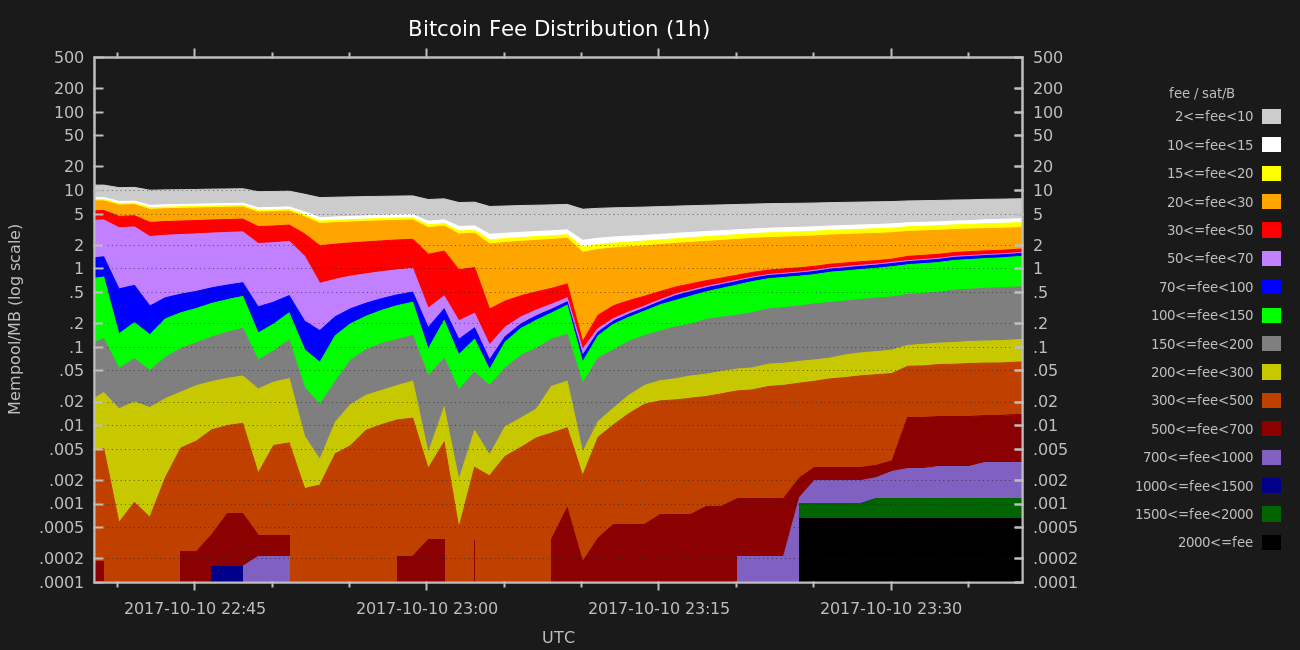 Bitcoin Fee Distribution (1h)
500 500
200 200
100 100
50 50
20 20
10 10
5 5
2 2
1 1
.5 .5
.2 .2
.1 .1
.05 .05
.02 .02
.01 .01
.005 .005
.002 .002
.001 .001
.0005 .0005
.0002 .0002
.0001 .0001
Mempool/MB (log scale)
2017-10-10 22:45 2017-10-10 23:00 2017-10-10 23:15 2017-10-10 23:30
UTC
fee / sat/B
2<=fee<10
10<=fee<15
15<=fee<20
20<=fee<30
30<=fee<50
50<=fee<70
70<=fee<100
100<=fee<150
150<=fee<200
200<=fee<300
300<=fee<500
500<=fee<700
700<=fee<1000
1000<=fee<1500
1500<=fee<2000
2000<=fee